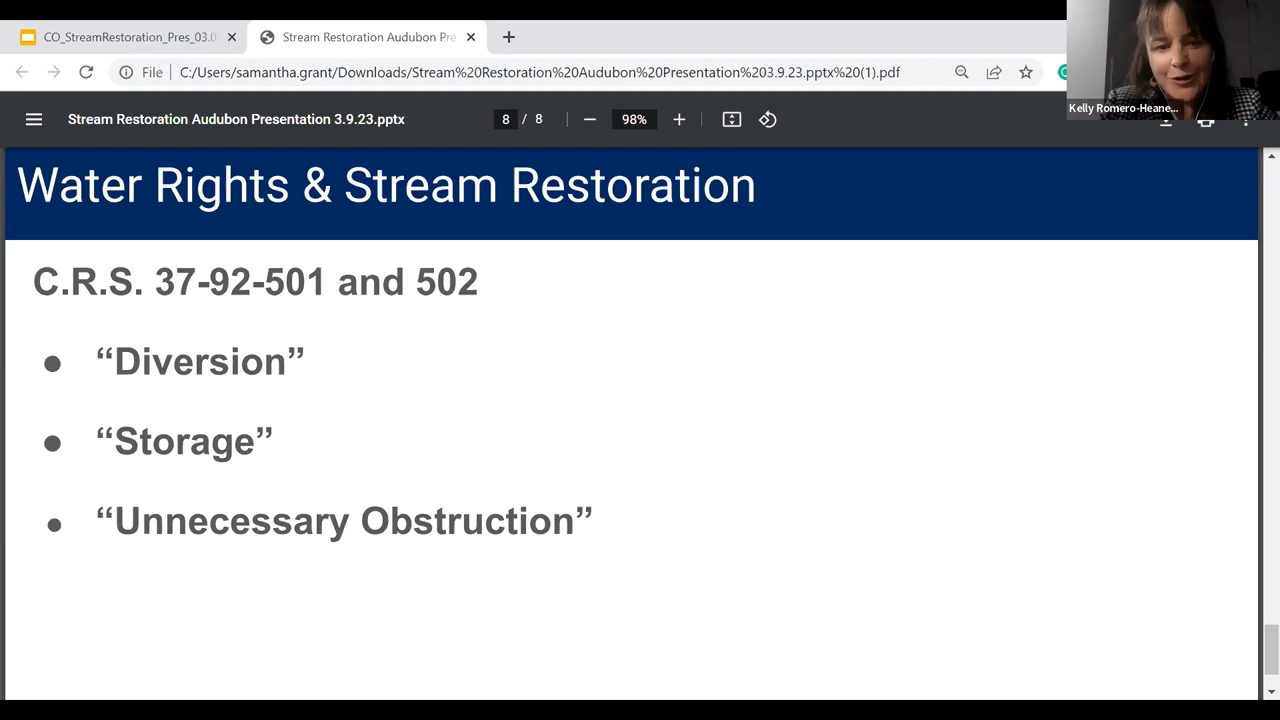 CO_StreamRestoration_Pres_03.0
Stream Restoration Audubon Pre
File
C:/Users/samantha.grant/Downloads/Stream%20Restoration%20Audubon%20Presentation%203.9.23.pptx%20(1).pdf
Kelly Romero-Heane...
Stream Restoration Audubon Presentation 3.9.23.pptx
8 / 8
98%
Water Rights & Stream Restoration
C.R.S. 37-92-501 and 502
● “Diversion”
● “Storage”
● “Unnecessary Obstruction”